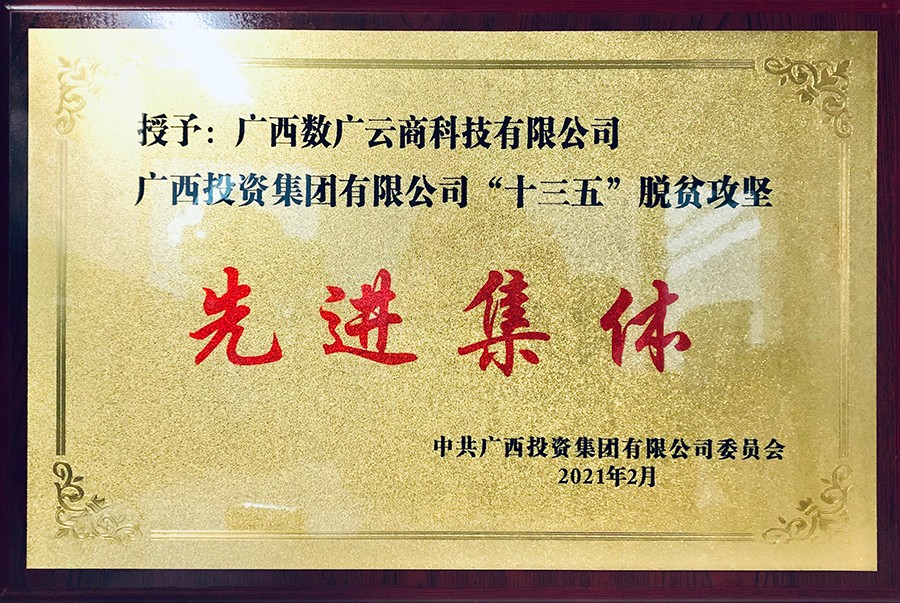 授予：广西数广云商科技有限公司
广西投资集团有限公司“十三五”脱贫攻坚
先进集体
中共广西投资集团有限公司委员会
2021年2月